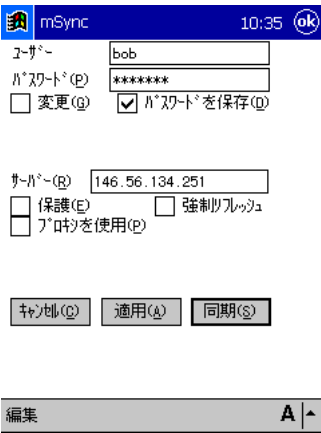 mSync 10:35 ok
ﾕｰｻﾞｰ bob
ﾊﾟｽﾜｰﾄﾞ(P) *******
変更(G) ﾊﾟｽﾜｰﾄﾞを保存(D)
ｻｰﾊﾞｰ(R) 146.56.134.251
保護(E) 強制ﾘﾌﾚｯｼｭ
ﾌﾟﾛｷｼを使用(P)
ｷｬﾝｾﾙ(C) 適用(A) 同期(S)
編集 A